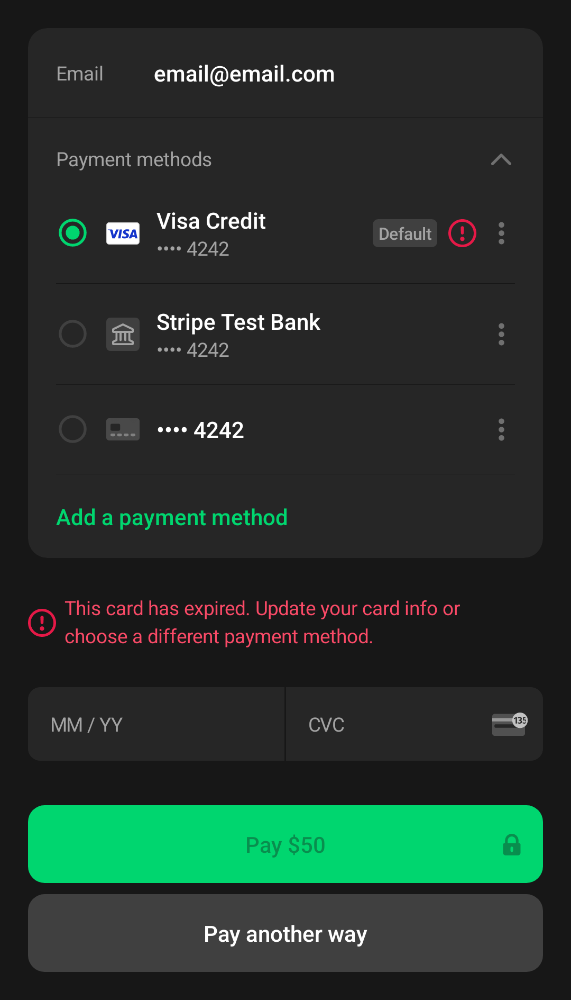 Email email@email.com
Payment methods
VISA Visa Credit Default
•••• 4242
Stripe Test Bank
•••• 4242
•••• 4242
Add a payment method
This card has expired. Update your card info or
choose a different payment method.
MM / YY CVC 135
Pay $50
Pay another way